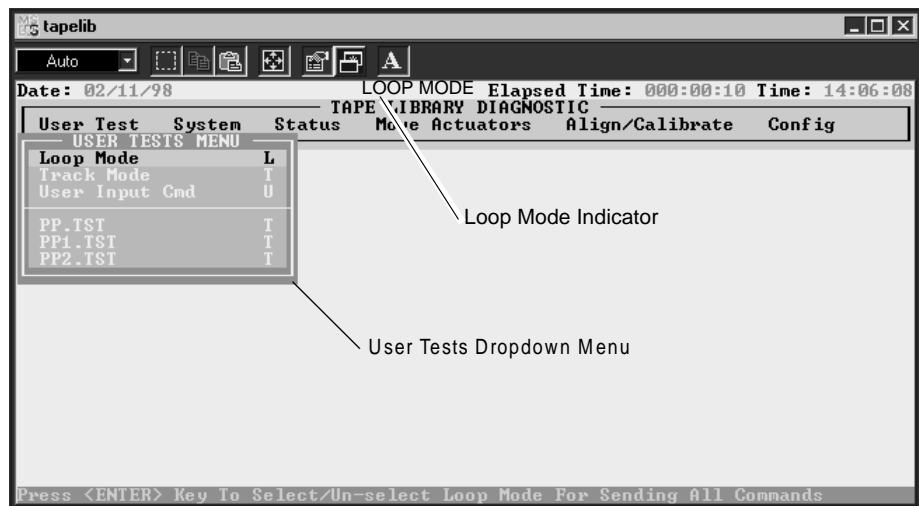 tapelib
Auto A
Date: 02/11/98 LOOP MODE Elapsed Time: 000:00:10 Time: 14:06:08
TAPE LIBRARY DIAGNOSTIC
User Test System Status Move Actuators Align/Calibrate Config
USER TESTS MENU
Loop Mode L
Track Mode T
User Input Cmd U
PP.TST T
PP1.TST T
PP2.TST T
Loop Mode Indicator
User Tests Dropdown Menu
Press <ENTER> Key To Select/Un-select Loop Mode For Sending All Commands